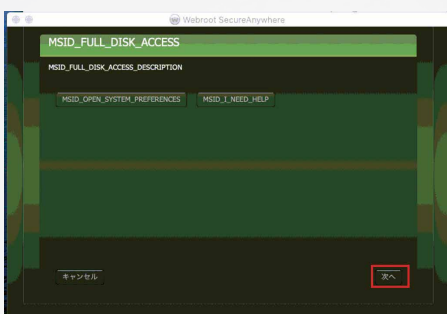 Webroot SecureAnywhere
MSID_FULL_DISK_ACCESS
MSID_FULL_DISK_ACCESS_DESCRIPTION
MSID_OPEN_SYSTEM_PREFERENCES MSID_I_NEED_HELP
キャンセル 次へ